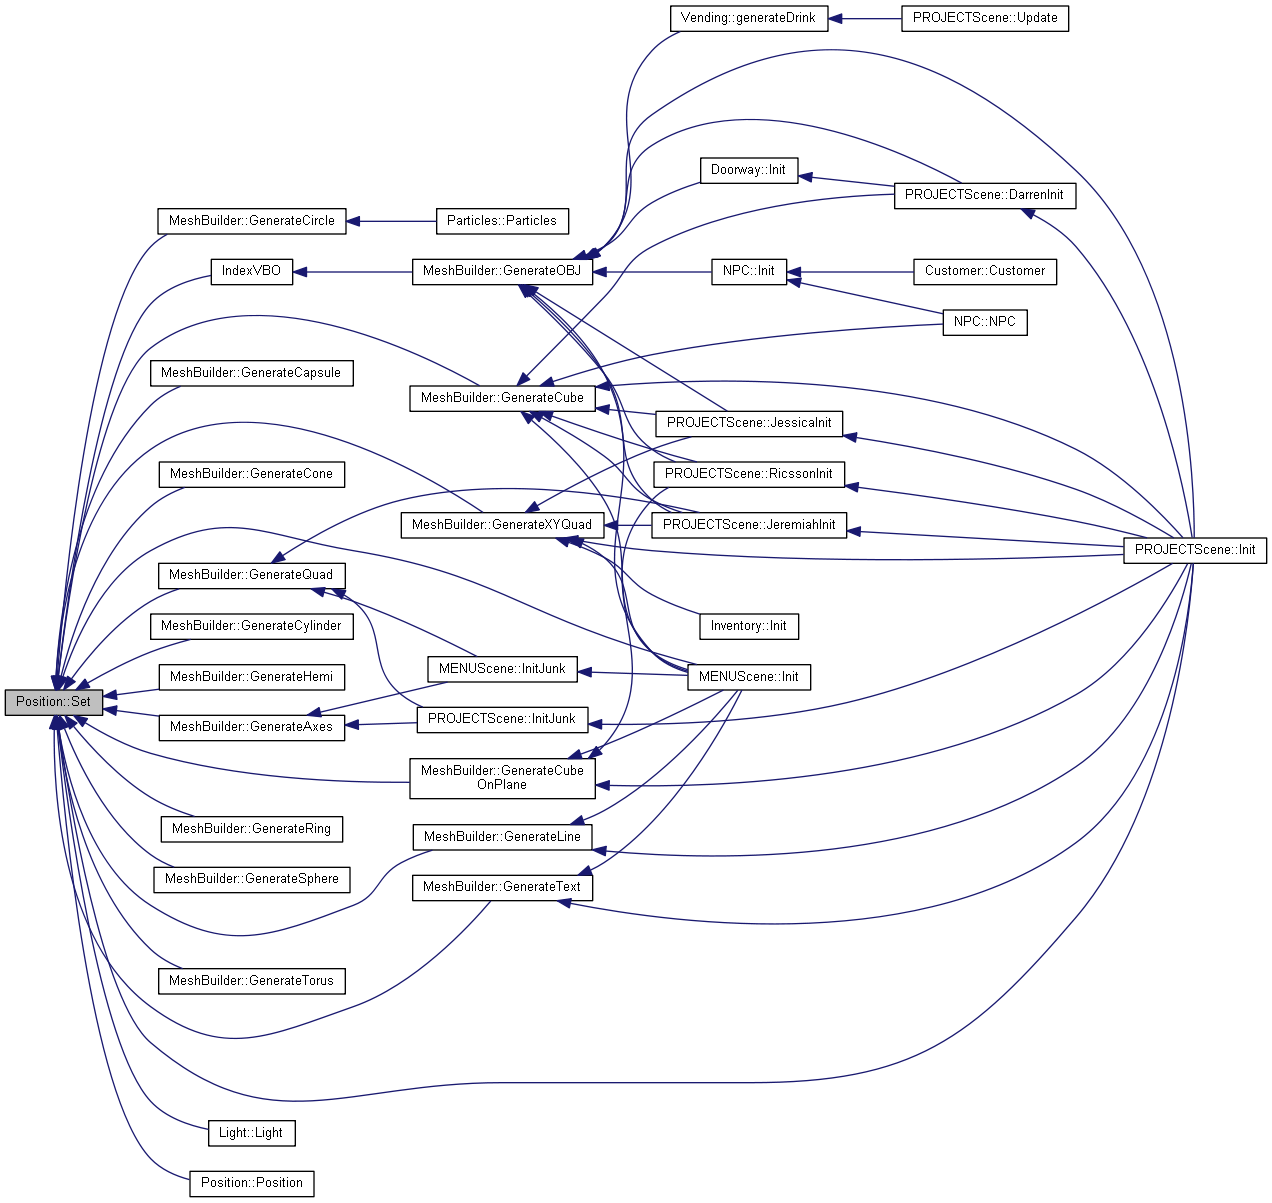 Vending::generateDrink
PROJECTScene::Update
Doorway::Init
PROJECTScene::DarrenInit
MeshBuilder::GenerateCircle
Particles::Particles
IndexVBO
MeshBuilder::GenerateOBJ
NPC::Init
Customer::Customer
NPC::NPC
MeshBuilder::GenerateCapsule
MeshBuilder::GenerateCube
PROJECTScene::JessicaInit
MeshBuilder::GenerateCone
PROJECTScene::RicssonInit
MeshBuilder::GenerateXYQuad
PROJECTScene::JeremiahInit
PROJECTScene::Init
MeshBuilder::GenerateQuad
MeshBuilder::GenerateCylinder
Inventory::Init
MeshBuilder::GenerateHemi
MENUScene::InitJunk
MENUScene::Init
Position::Set
MeshBuilder::GenerateAxes
PROJECTScene::InitJunk
MeshBuilder::GenerateCube
OnPlane
MeshBuilder::GenerateRing
MeshBuilder::GenerateLine
MeshBuilder::GenerateSphere
MeshBuilder::GenerateText
MeshBuilder::GenerateTorus
Light::Light
Position::Position